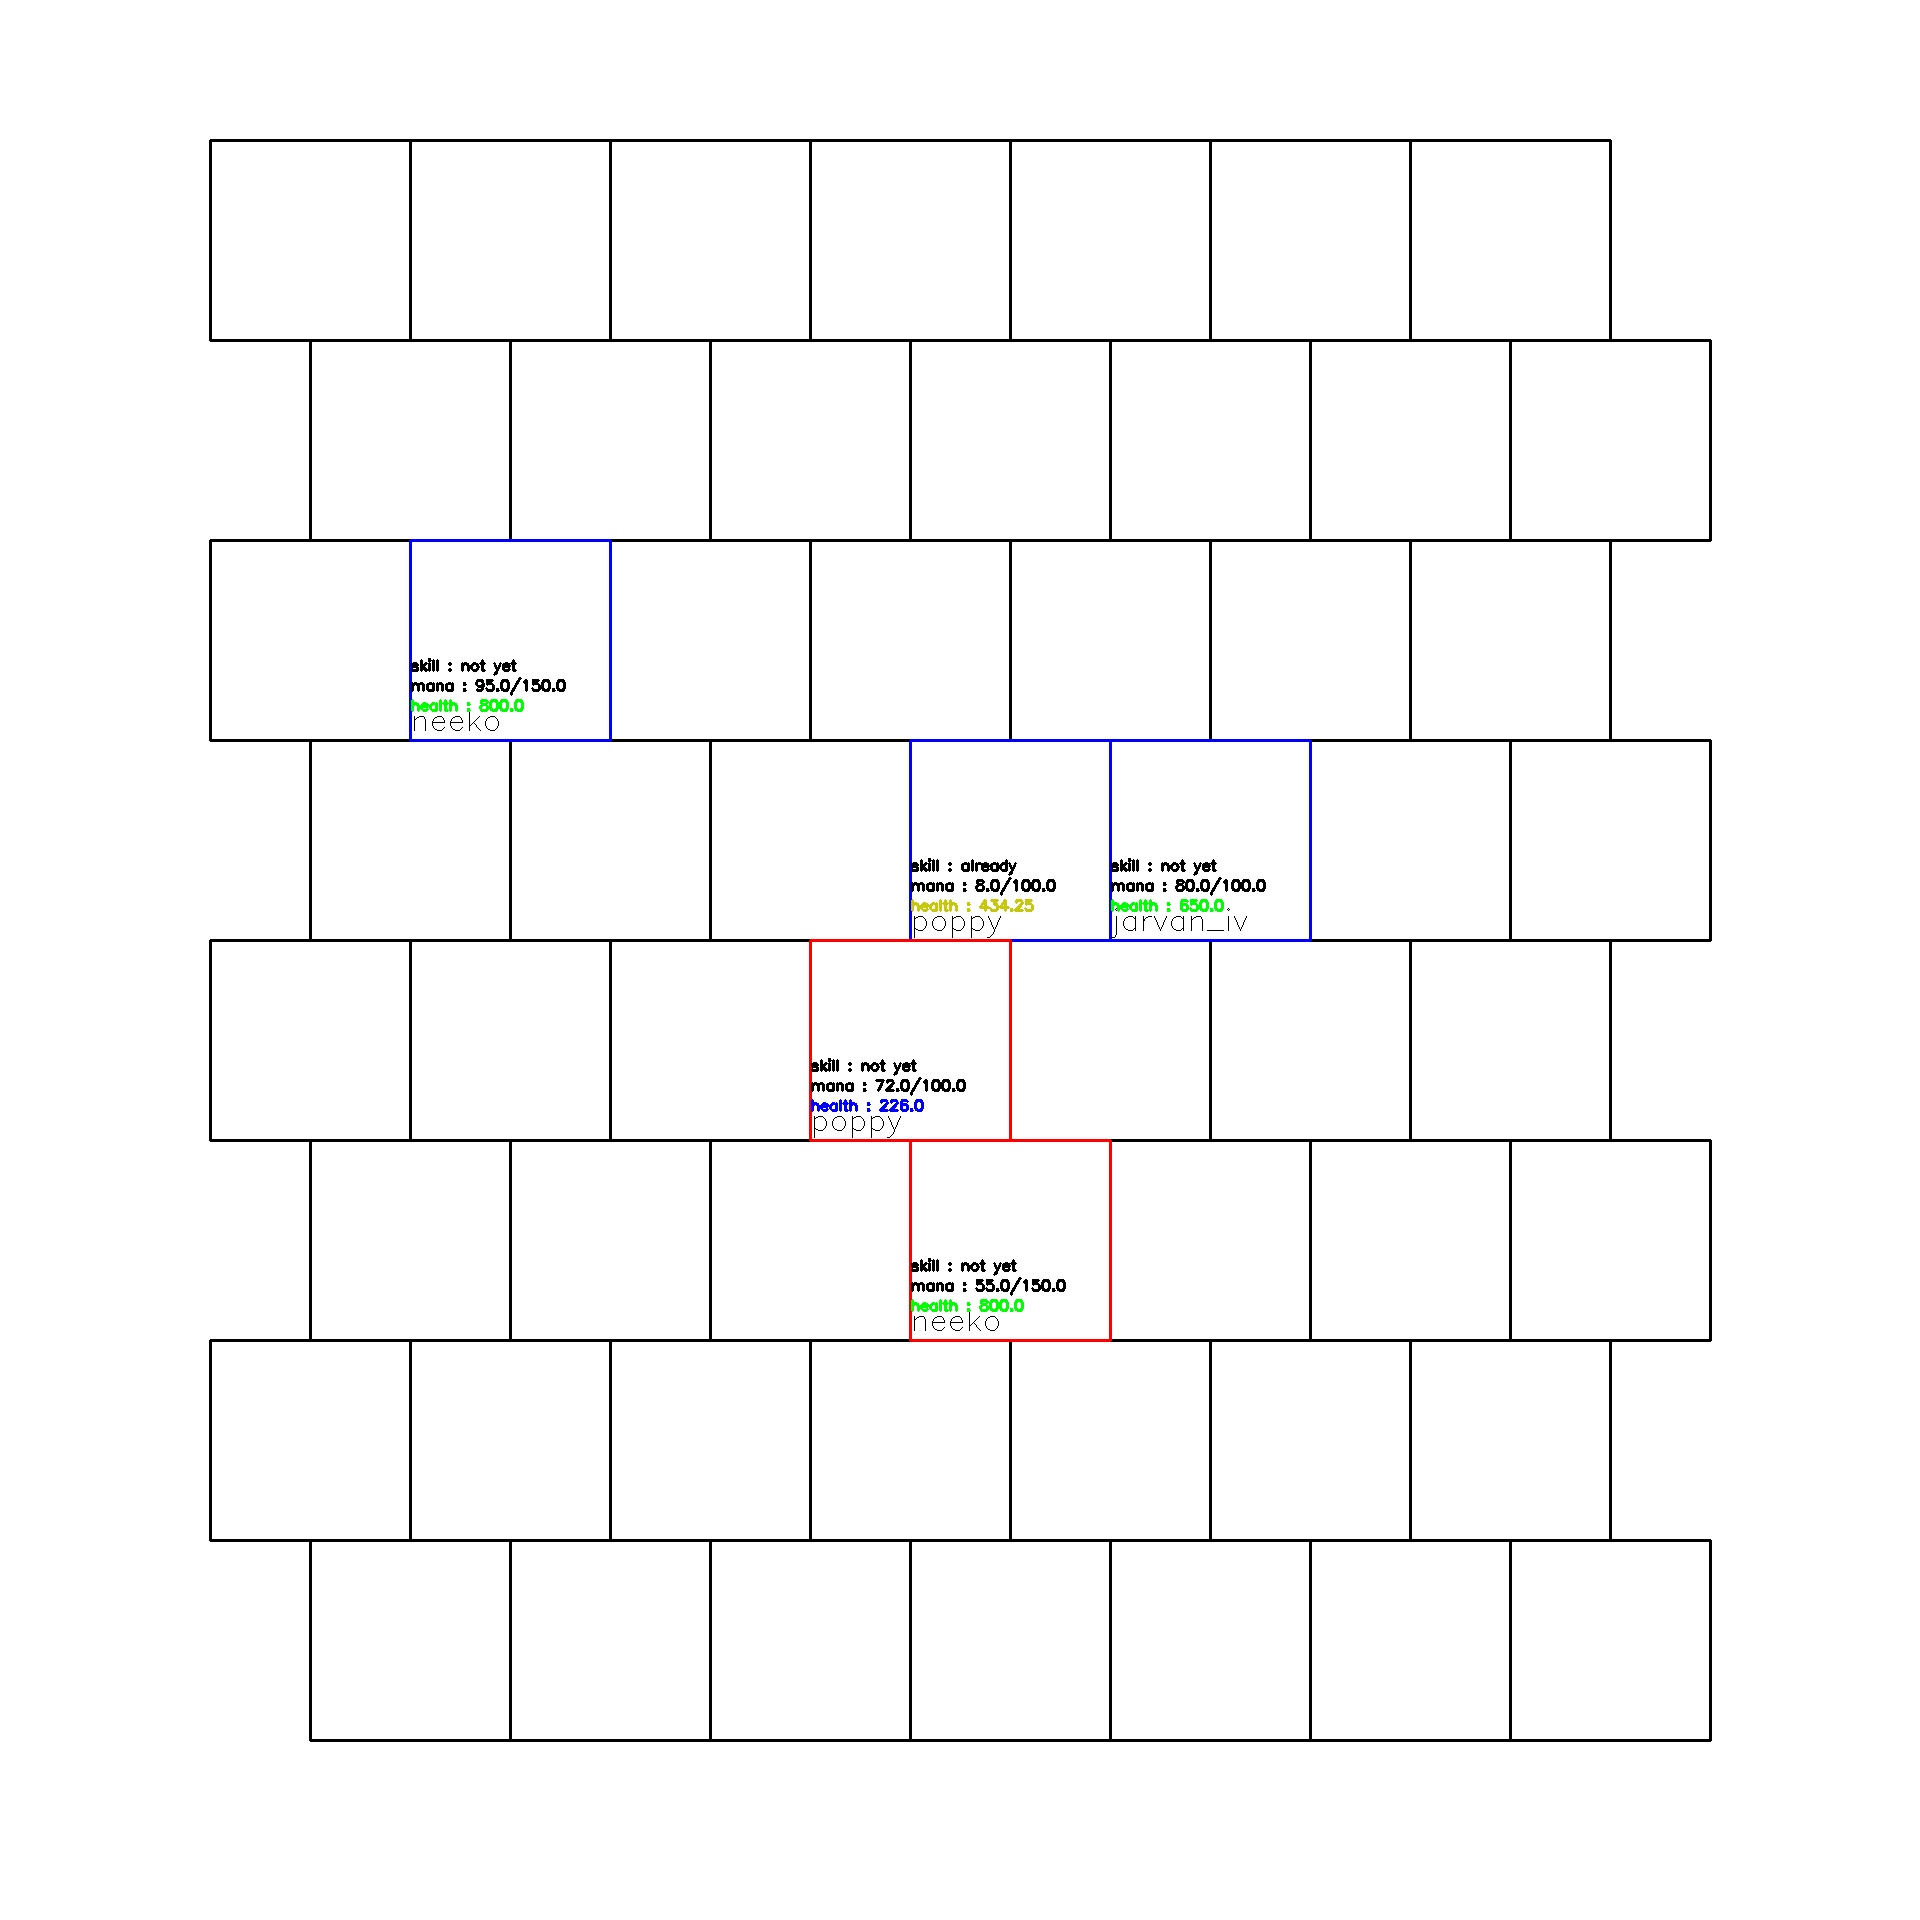 skill : not yet
mana : 95.0/150.0
health : 800.0
neeko
skill : already
mana : 8.0/100.0
health : 434.25
poppy
skill : not yet
mana : 80.0/100.0
health : 650.0
jarvan_iv
skill : not yet
mana : 72.0/100.0
health : 226.0
poppy
skill : not yet
mana : 55.0/150.0
health : 800.0
neeko